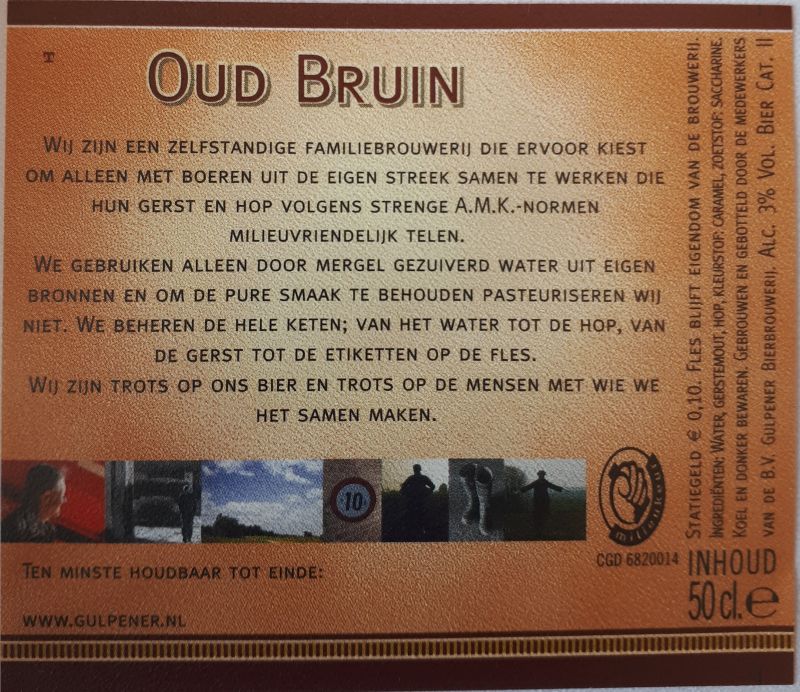 T
OUD BRUIN
WIJ ZIJN EEN ZELFSTANDIGE FAMILIEBROUWERIJ DIE ERVOOR KIEST
OM ALLEEN MET BOEREN UIT DE EIGEN STREEK SAMEN TE WERKEN DIE
HUN GERST EN HOP VOLGENS STRENGE A.M.K.-NORMEN
MILIEUVRIENDELIJK TELEN.
WE GEBRUIKEN ALLEEN DOOR MERGEL GEZUIVERD WATER UIT EIGEN
BRONNEN EN OM DE PURE SMAAK TE BEHOUDEN PASTEURISEREN WIJ
NIET. WE BEHEREN DE HELE KETEN; VAN HET WATER TOT DE HOP, VAN
DE GERST TOT DE ETIKETTEN OP DE FLES.
WIJ ZIJN TROTS OP ONS BIER EN TROTS OP DE MENSEN MET WIE WE
HET SAMEN MAKEN.
10
CGD 6820014
TEN MINSTE HOUDBAAR TOT EINDE:
WWW.GULPENER.NL
STATIEGELD € 0,10. FLES BLIJFT EIGENDOM VAN DE BROUWERIJ.
INGREDIËNTEN: WATER, GERSTEMOUT, HOP, KLEURSTOF: CARAMEL, ZOETSTOF: SACCHARINE.
KOEL EN DONKER BEWAREN. GEBROUWEN EN GEBOTTELD DOOR DE MEDEWERKERS
VAN DE B.V. GULPENER BIERBROUWERIJ. ALC. 3% VOL. BIER CAT. II
INHOUD
50 cl. e